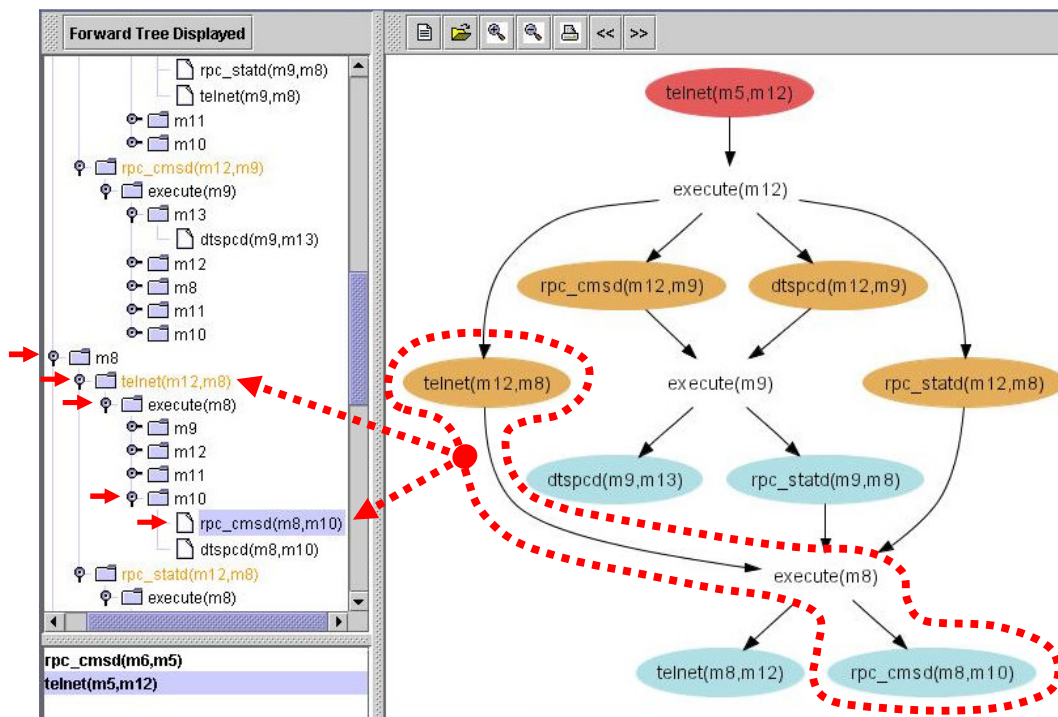 Forward Tree Displayed
<< >>
rpc_statd(m9,m8)
telnet(m9,m8)
m11
m10
rpc_cmsd(m12,m9)
execute(m9)
m13
dtspcd(m9,m13)
m12
m8
m11
m10
m8
telnet(m12,m8)
execute(m8)
m9
m12
m11
m10
rpc_cmsd(m8,m10)
dtspcd(m8,m10)
rpc_statd(m12,m8)
execute(m8)
rpc_cmsd(m6,m5)
telnet(m5,m12)
telnet(m5,m12)
execute(m12)
rpc_cmsd(m12,m9) dtspcd(m12,m9)
telnet(m12,m8) execute(m9) rpc_statd(m12,m8)
dtspcd(m9,m13) rpc_statd(m9,m8)
execute(m8)
telnet(m8,m12) rpc_cmsd(m8,m10)